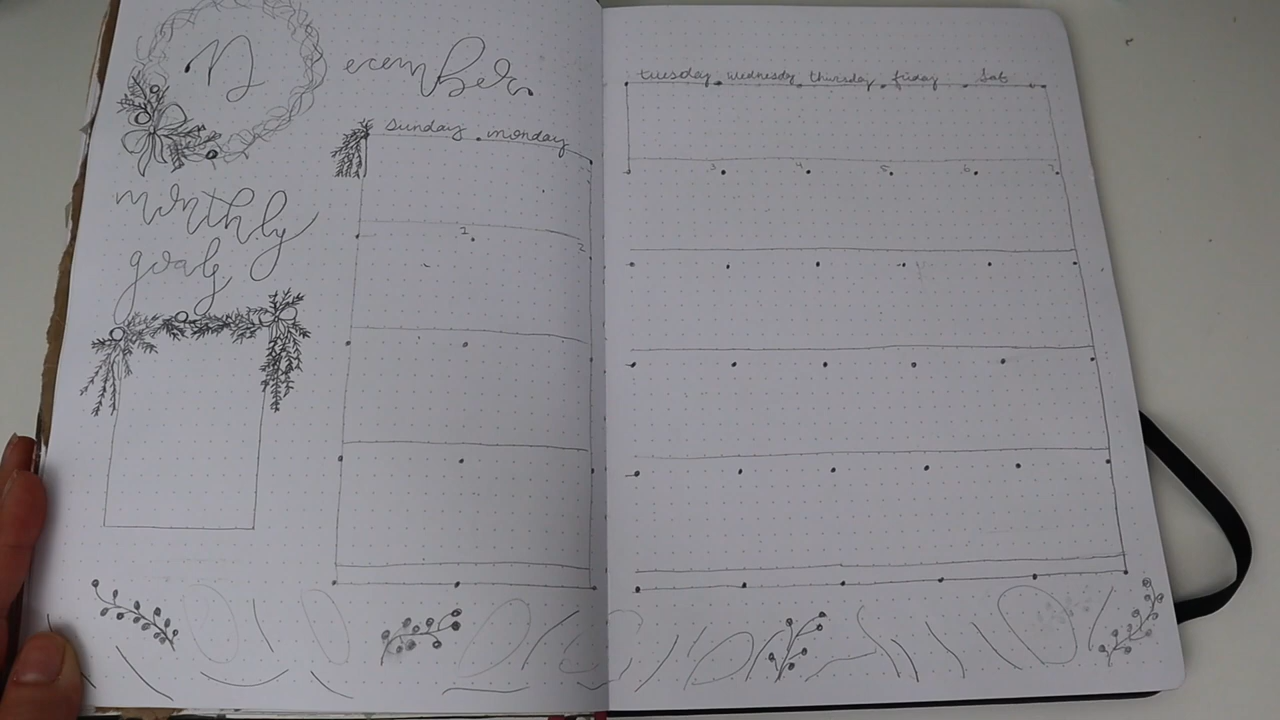 December
monthly
goals
sunday monday
1 2
tuesday wednesday thursday friday Sat
3 4 5 6 7